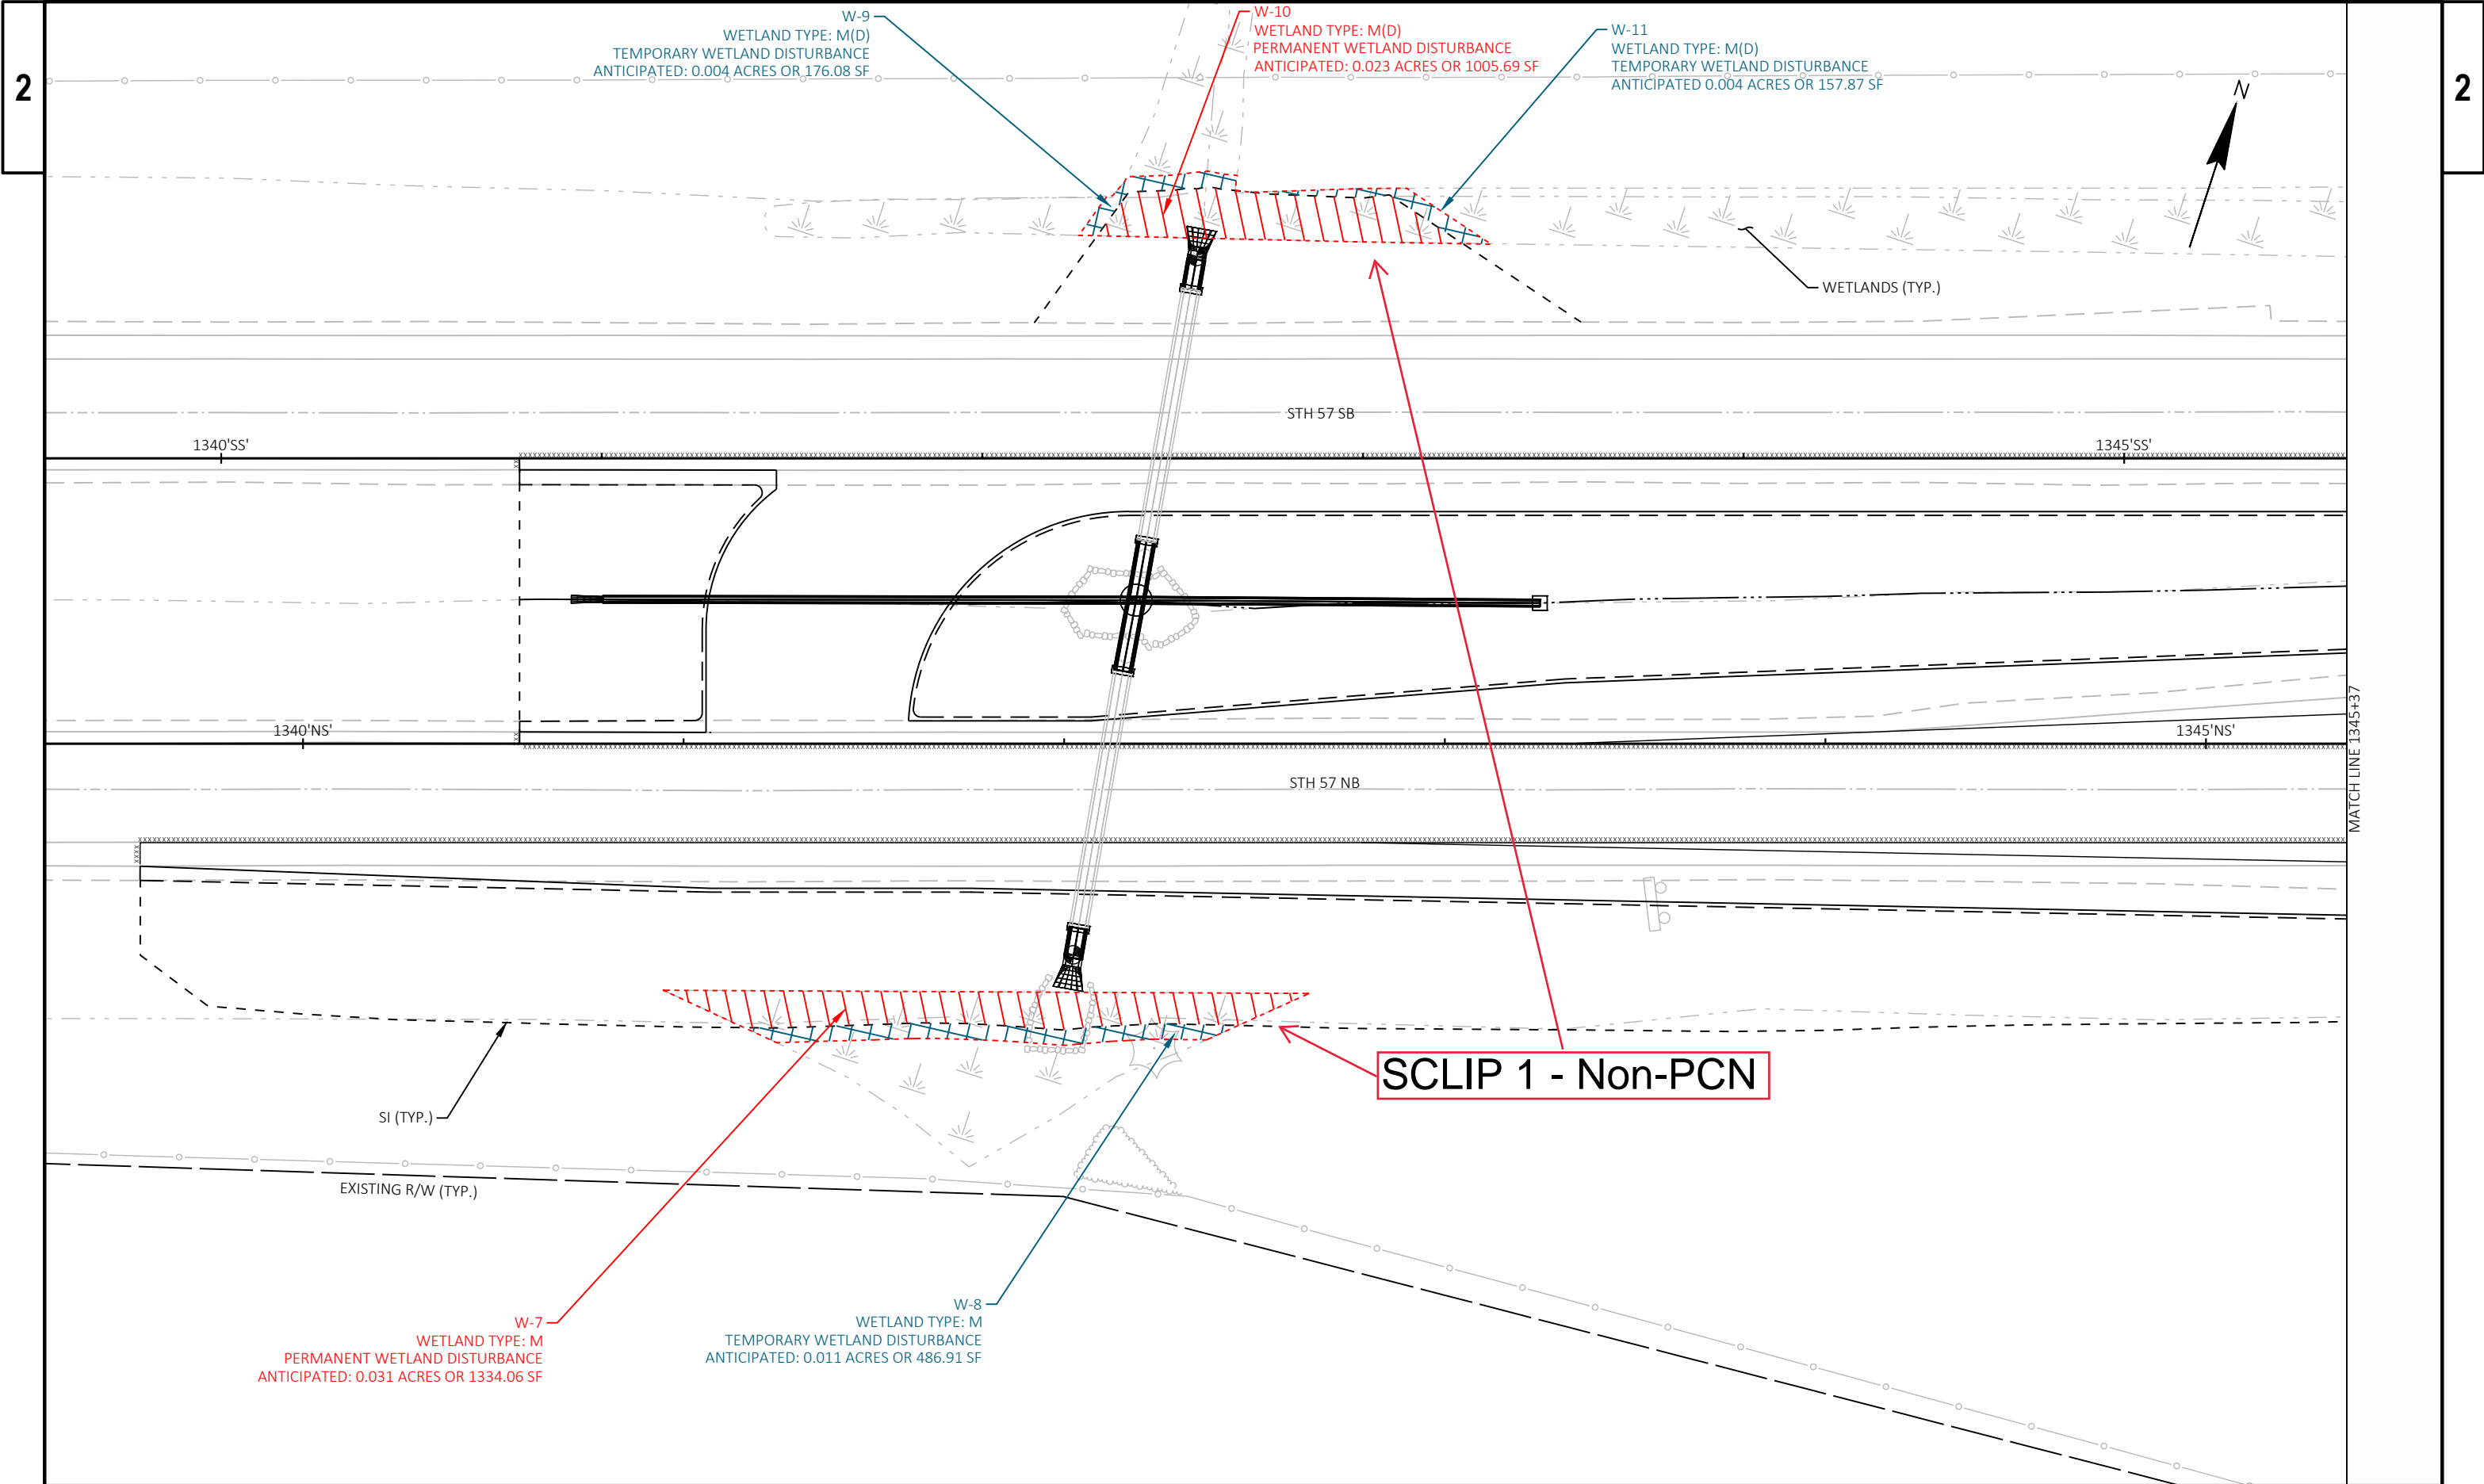 2
2
W-9
WETLAND TYPE: M(D)
TEMPORARY WETLAND DISTURBANCE
ANTICIPATED: 0.004 ACRES OR 176.08 SF
W-10
WETLAND TYPE: M(D)
PERMANENT WETLAND DISTURBANCE
ANTICIPATED: 0.023 ACRES OR 1005.69 SF
W-11
WETLAND TYPE: M(D)
TEMPORARY WETLAND DISTURBANCE
ANTICIPATED 0.004 ACRES OR 157.87 SF
N
WETLANDS (TYP.)
STH 57 SB
1340'SS'
1345'SS'
1340'NS'
1345'NS'
STH 57 NB
MATCH LINE 1345+37
SCLIP 1 - Non-PCN
SI (TYP.)
EXISTING R/W (TYP.)
W-7
WETLAND TYPE: M
PERMANENT WETLAND DISTURBANCE
ANTICIPATED: 0.031 ACRES OR 1334.06 SF
W-8
WETLAND TYPE: M
TEMPORARY WETLAND DISTURBANCE
ANTICIPATED: 0.011 ACRES OR 486.91 SF